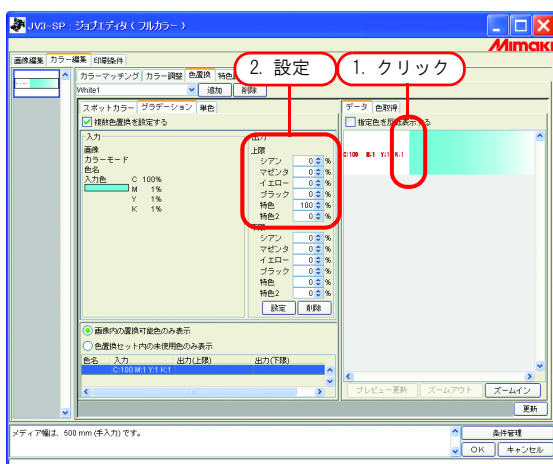 JV3-SP : ジョブエディタ ( フルカラー )
Mimaki
画像編集 カラー編集 印刷条件
カラーマッチング カラー調整 色置換 特色
2. 設定
1. クリック
White1 追加 削除
スポットカラー グラデーション 単色
データ 色取得
複数色置換を設定する
指定色を反転表示する
入力
出力
画像
カラーモード
色名
入力色 C 100%
M 1%
Y 1%
K 1%
上限
シアン 0 %
マゼンタ 0 %
イエロー 0 %
ブラック 0 %
特色 100 %
特色2 0 %
下限
シアン 0 %
マゼンタ 0 %
イエロー 0 %
ブラック 0 %
特色 0 %
特色2 0 %
設定 削除
C:100 M:1 Y:1 K:1
画像内の置換可能色のみ表示
色置換セット内の未使用色のみ表示
色名 入力 出力(上限) 出力(下限)
C:100 M:1 Y:1 K:1
プレビュー更新 ズームアウト ズームイン
更新
メディア幅は、500 mm (手入力) です。
条件管理
OK キャンセル